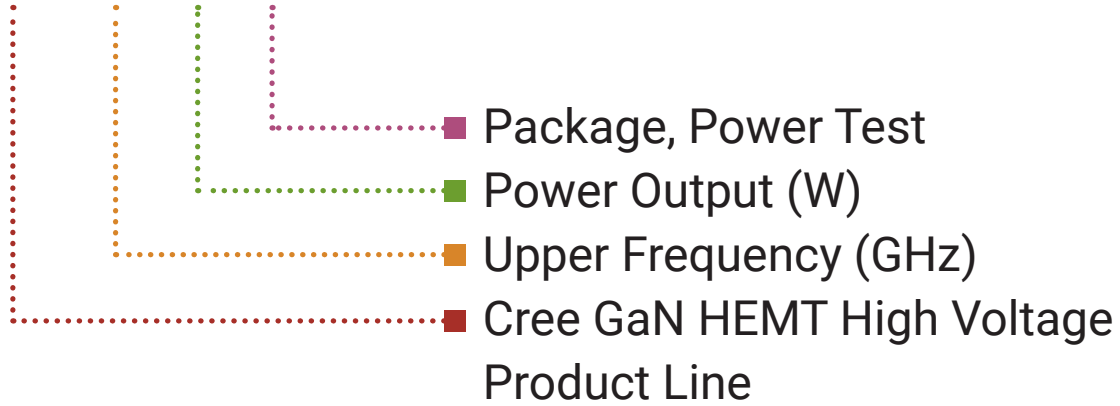 Package, Power Test
Power Output (W)
Upper Frequency (GHz)
Cree GaN HEMT High Voltage
Product Line